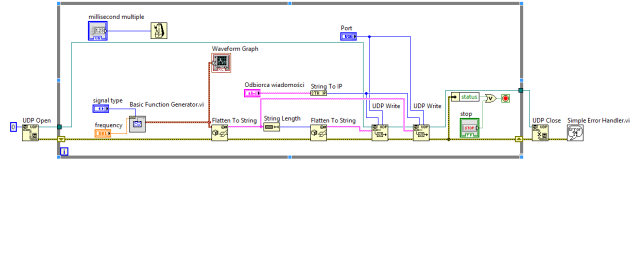 millisecond multiple
Port
Waveform Graph
Odbiorca wiadomości
String To IP
signal type
Basic Function Generator.vi
UDP Write
UDP Write
status
frequency
stop
UDP Open
Flatten To String
String Length
Flatten To String
UDP Close
Simple Error Handler.vi
0
STOP
i